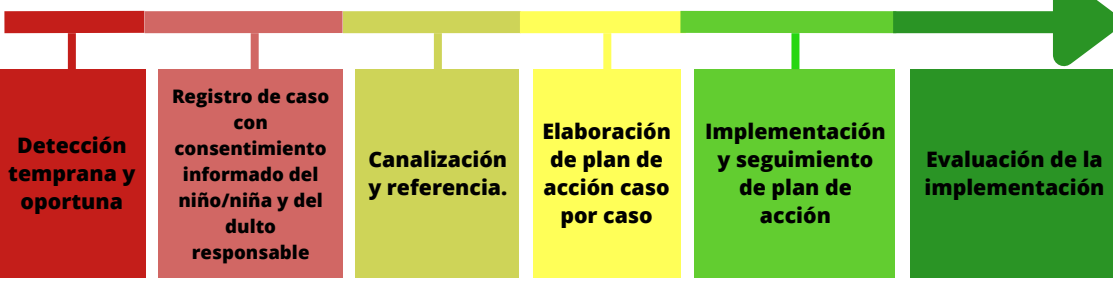 Detección
temprana y
oportuna
Registro de caso
con
consentimiento
informado del
niño/niña y del
dulto
responsable
Canalización
y referencia.
Elaboración
de plan de
acción caso
por caso
Implementación
y seguimiento
de plan de
acción
Evaluación de la
implementación